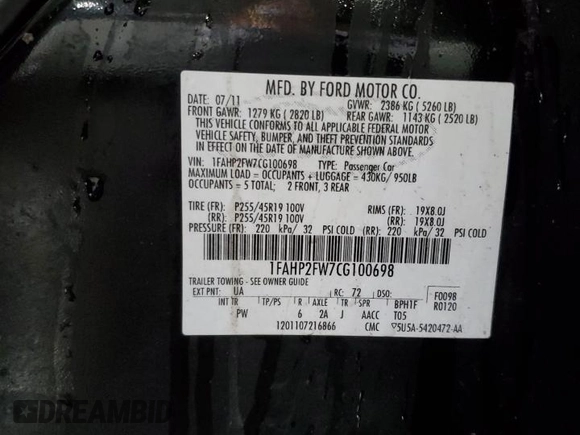 MFD. BY FORD MOTOR CO.
DATE: 07/11 GVWR: 2386 KG ( 5260 LB)
FRONT GAWR: 1279 KG ( 2820LB) REAR GAWR: 1143 KG ( 2520 LB)
THIS VEHICLE CONFORMS TO ALL APPLICABLE FEDERAL MOTOR
VEHICLE SAFETY, BUMPER, AND THEFT PREVENTION STANDARDS
IN EFFECT ON THE DATE OF MANUFACTURE SHOWN ABOVE
VIN: 1FAHP2FW7CG100698 TYPE: Passenger Car
MAXIMUM LOAD = OCCUPANTS + LUGGAGE = 430KG/ 950LB
OCCUPANTS = 5 TOTAL; 2 FRONT, 3 REAR
TIRE (FR): P255/45R19 100V RIMS (FR): 19X8.0J
(RR): P255/45R19 100V (RR): 19X8.0J
PRESSURE (FR): 220 kPa/ 32 PSI COLD (RR): 220 kPa/ 32 PSI COLD
1FAHP2FW7CG100698
TRAILER TOWING - SEE OWNER GUIDE
EXT PNT: UA RC: 72 DSO: F0098
INT TR TP/PS R AXLE TR SPR BPH1F R0120
PW 6 2A J AACC T05
1201107216866 CMC 5U5A-5420472-AA
DREAMBID